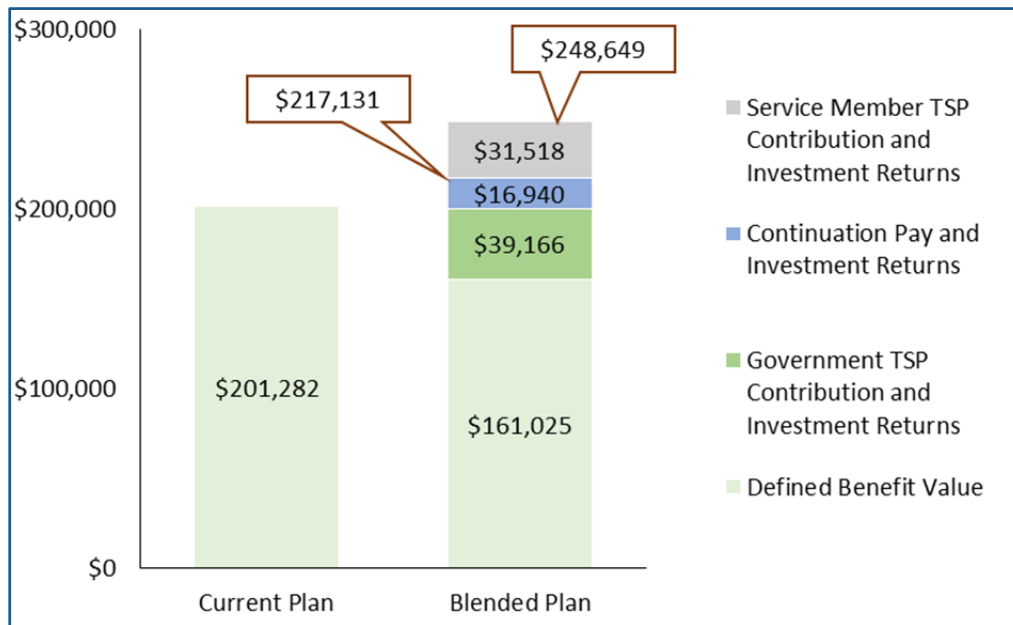 $300,000
$248,649
$217,131
Service Member TSP
Contribution and
Investment Returns
$31,518
$16,940
$200,000
Continuation Pay and
Investment Returns
$39,166
Government TSP
Contribution and
Investment Returns
$100,000
$201,282
$161,025
Defined Benefit Value
$0
Current Plan
Blended Plan